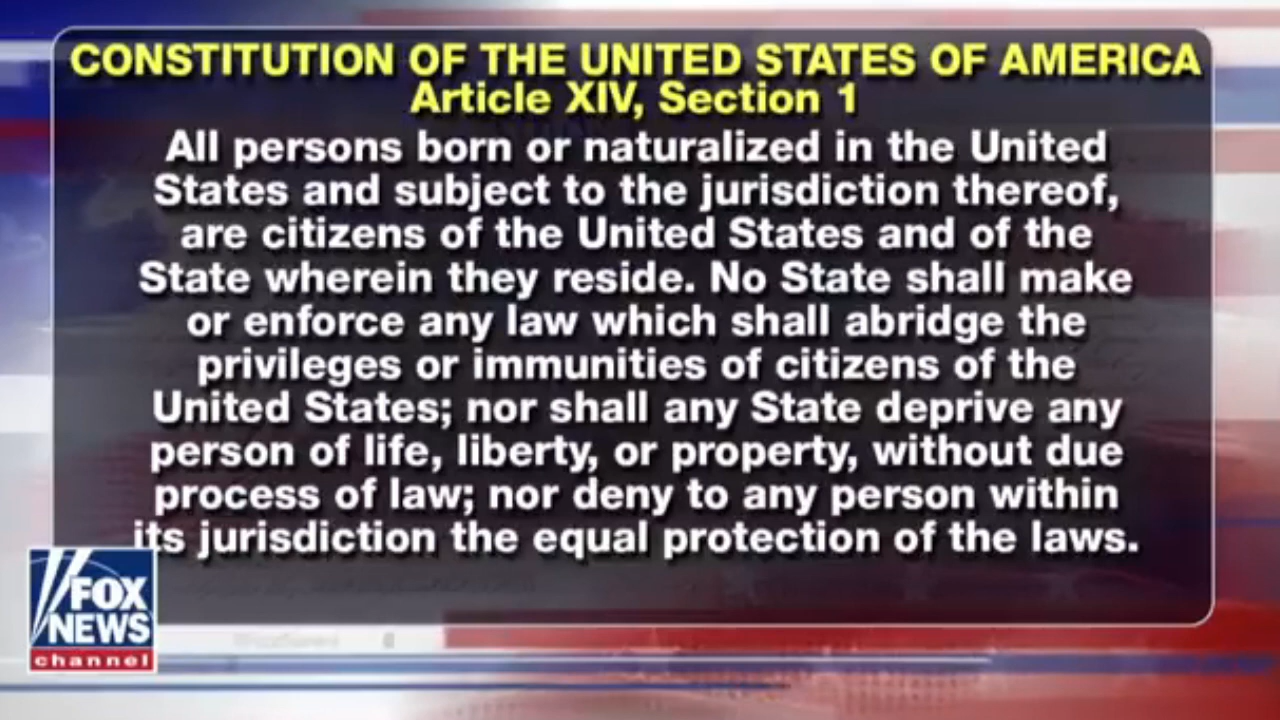 CONSTITUTION OF THE UNITED STATES OF AMERICA
Article XIV, Section 1
All persons born or naturalized in the United
States and subject to the jurisdiction thereof,
are citizens of the United States and of the
State wherein they reside. No State shall make
or enforce any law which shall abridge the
privileges or immunities of citizens of the
United States; nor shall any State deprive any
person of life, liberty, or property, without due
process of law; nor deny to any person within
its jurisdiction the equal protection of the laws.
FOX
NEWS
channel